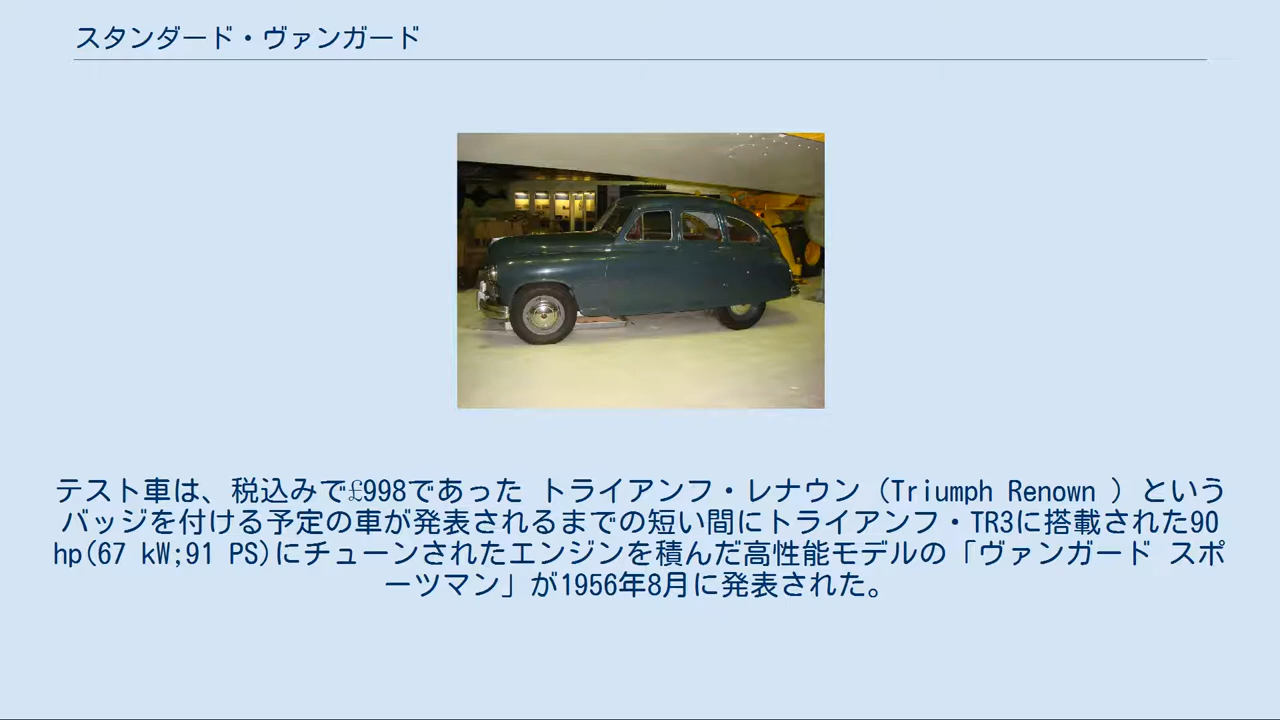 スタンダード・ヴァンガード
テスト車は、税込みで£998であった トライアンフ・レナウン（Triumph Renown ）という
バッジを付ける予定の車が発表されるまでの短い間にトライアンフ・TR3に搭載された90
hp(67 kW;91 PS)にチューンされたエンジンを積んだ高性能モデルの「ヴァンガード スポ
ーツマン」が1956年8月に発表された。